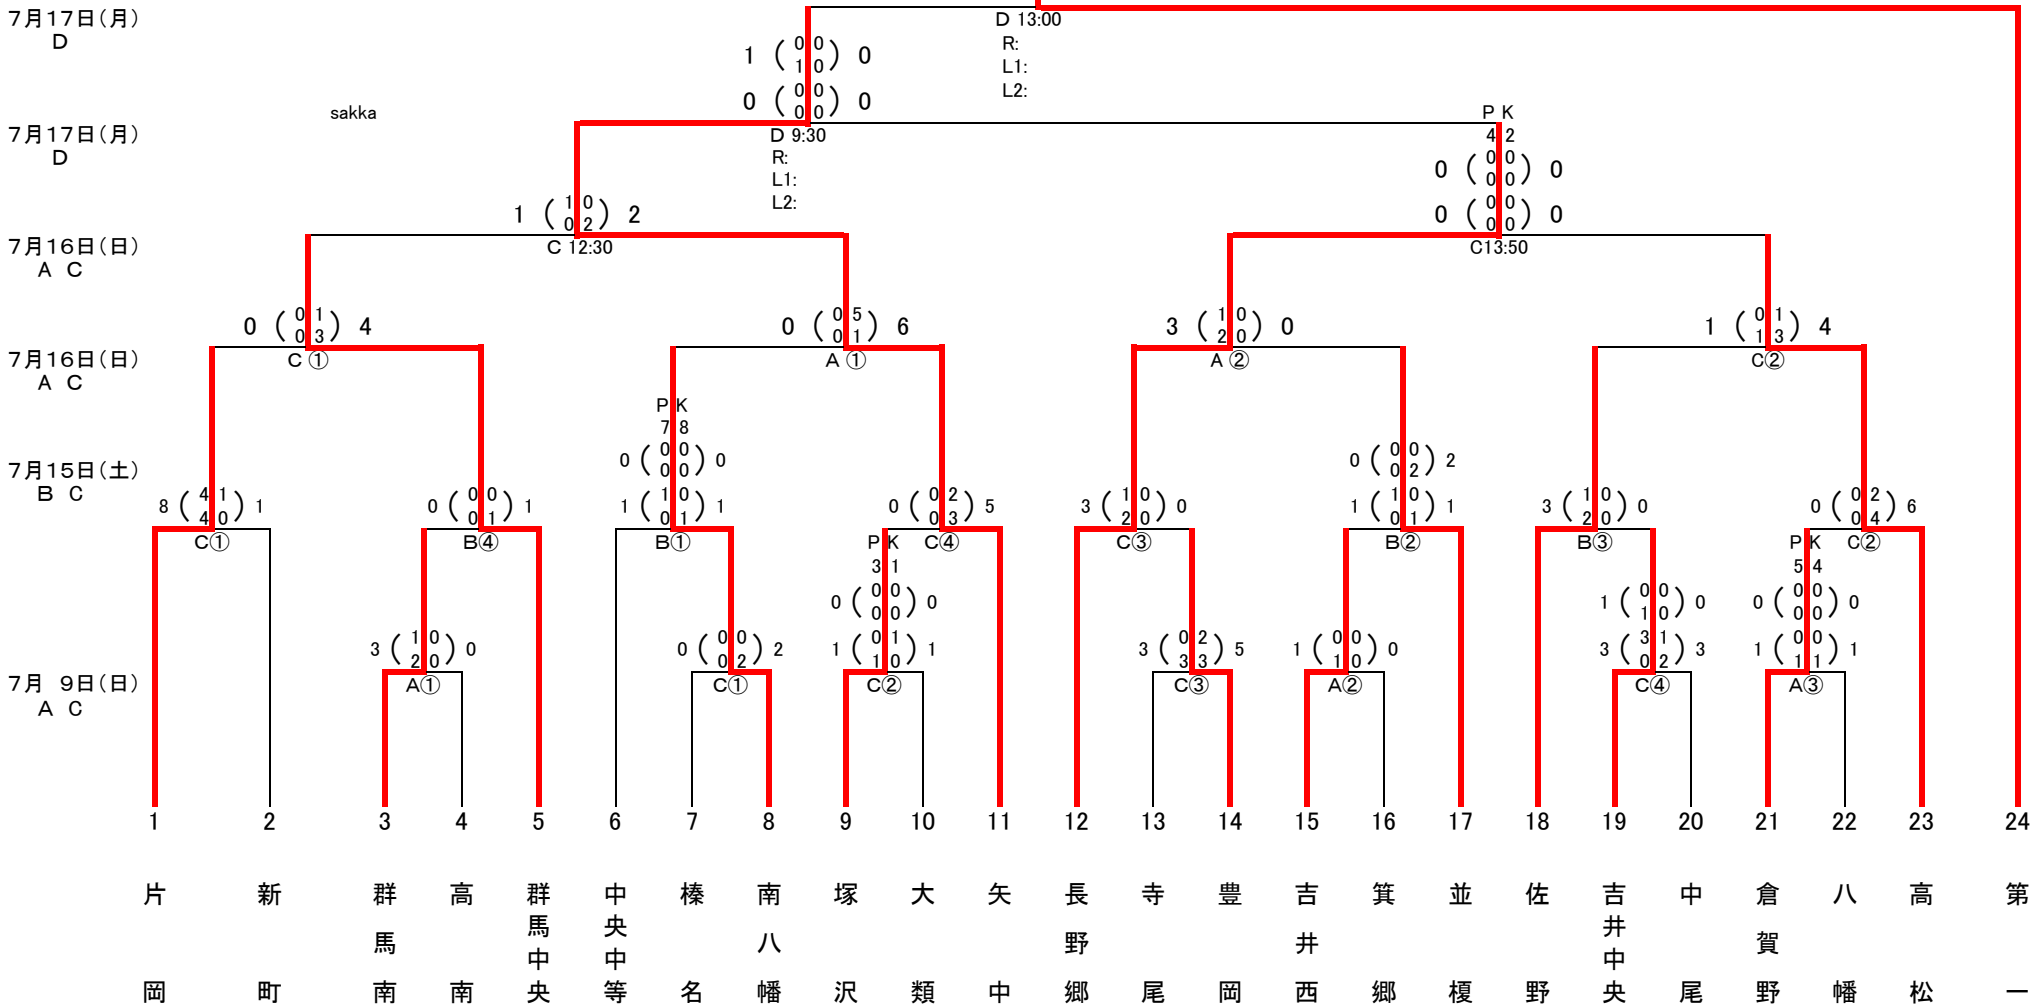 7月17日(月)
D
D 13:00
R:
L1:
L2:
1 ( 0 0 ) 0
1 0
0 ( 0 0 ) 0
0 0
sakka
7月17日(月)
D
D 9:30
R:
L1:
L2:
P K
4 2
0 ( 0 0 ) 0
0 0
0 ( 0 0 ) 0
0 0
1 ( 1 0 ) 2
0 2
7月16日(日)
A C
C 12:30
C13:50
0 ( 0 1 ) 4
0 3
0 ( 0 5 ) 6
0 1
3 ( 1 0 ) 0
2 0
1 ( 0 1 ) 4
1 3
7月16日(日)
A C
C ①
A ①
A ②
C②
P K
7 8
0 ( 0 0 ) 0
0 0
0 ( 0 0 ) 2
0 2
7月15日(土)
B C
8 ( 4 1 ) 1
4 0
0 ( 0 0 ) 1
0 1
1 ( 1 0 ) 1
0 1
0 ( 0 2 ) 5
0 3
3 ( 1 0 ) 0
2 0
1 ( 1 0 ) 1
0 1
3 ( 1 0 ) 0
2 0
0 ( 0 2 ) 6
0 4
C①
B④
B①
C④
C③
B②
B③
C②
P K
3 1
0 ( 0 0 ) 0
0 0
1 ( 0 0 ) 0
1 0
P K
5 4
0 ( 0 0 ) 0
0 0
3 ( 1 0 ) 0
2 0
0 ( 0 0 ) 2
0 2
1 ( 0 1 ) 1
1 0
3 ( 0 2 ) 5
3 3
1 ( 0 0 ) 0
1 0
3 ( 3 1 ) 3
0 2
1 ( 0 0 ) 1
1 1
7月 9日(日)
A C
A①
C①
C②
C③
A②
C④
A③
1 2 3 4 5 6 7 8 9 10 11 12 13 14 15 16 17 18 19 20 21 22 23 24
片岡
新町
群馬南
高南
群馬中央
中央中等
榛名
南八幡
塚沢
大類
矢中
長野郷
寺尾
豊岡
吉井西
箕郷
並榎
佐野
吉井中央
中尾
倉賀野
八幡
高松
第一